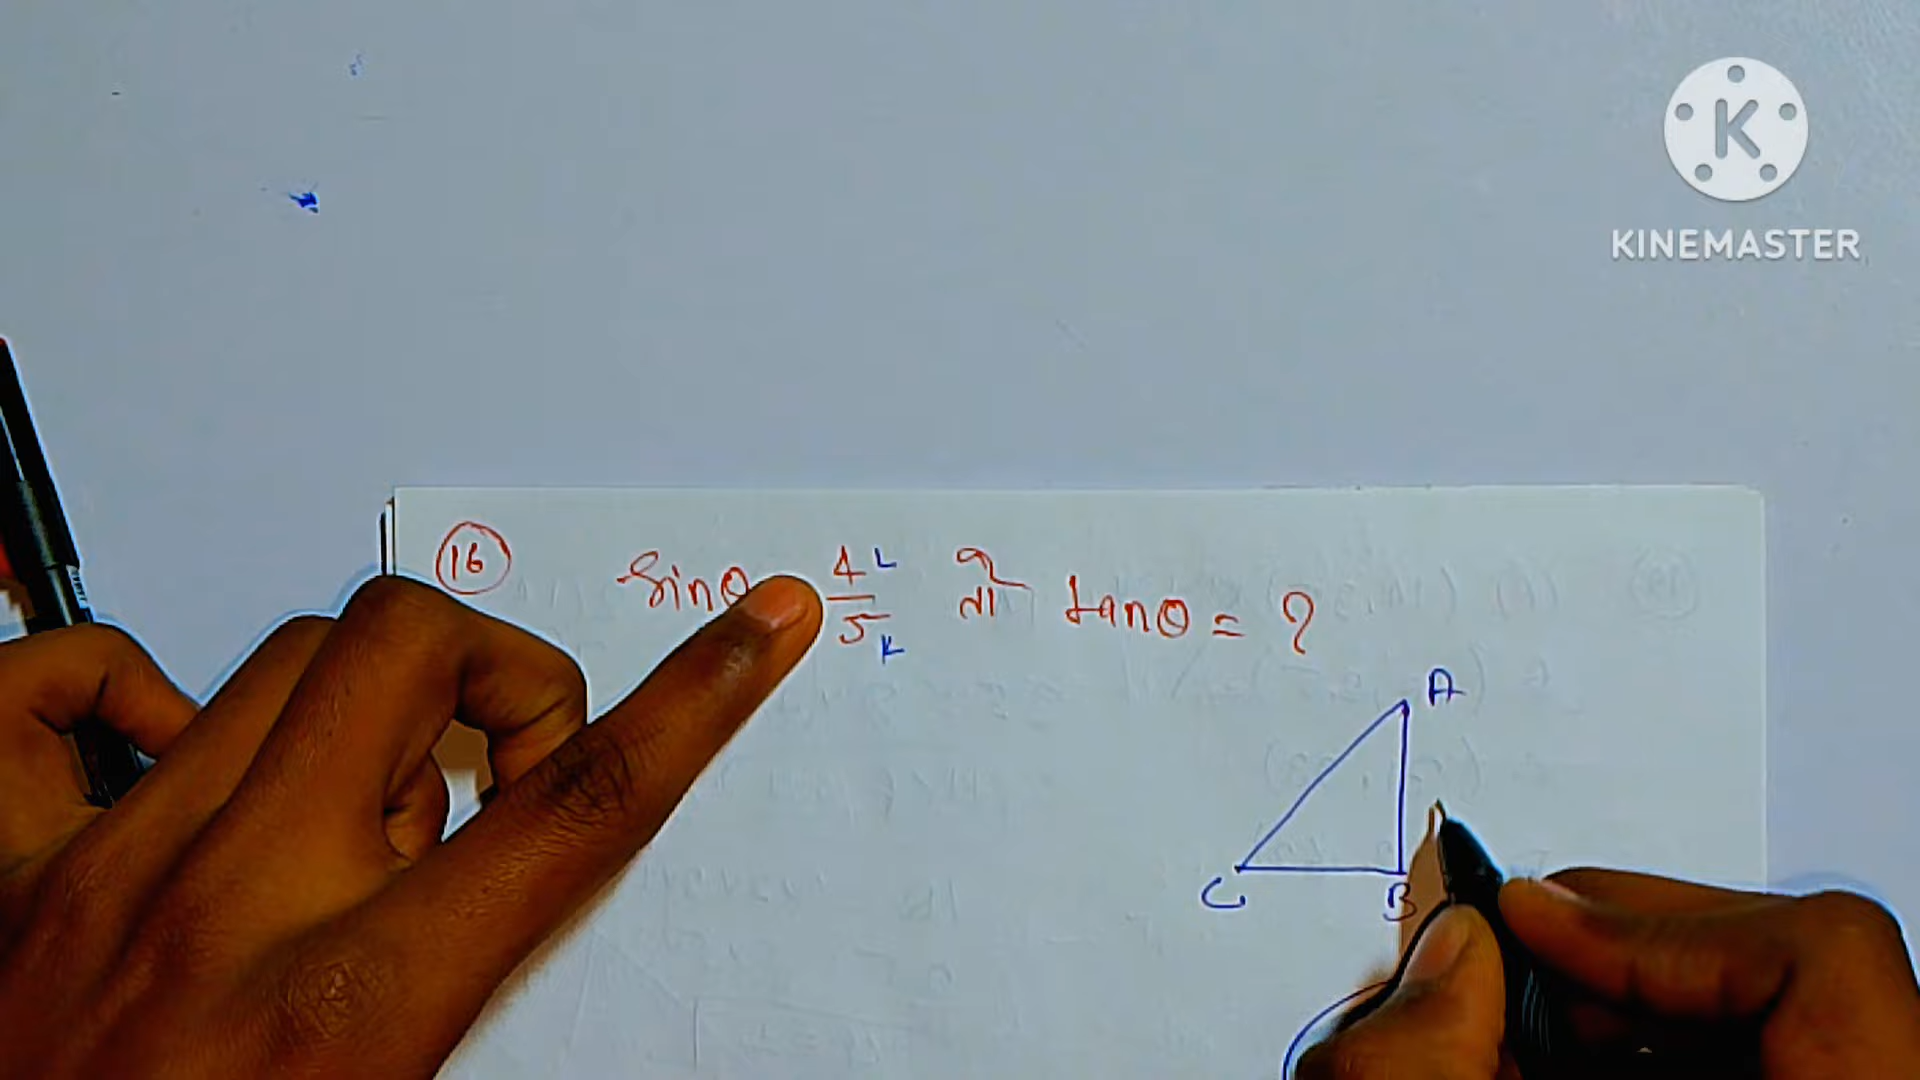 K
KINEMASTER
16 sinθ 4 L / 5 K तो tanθ = ?
A
C B